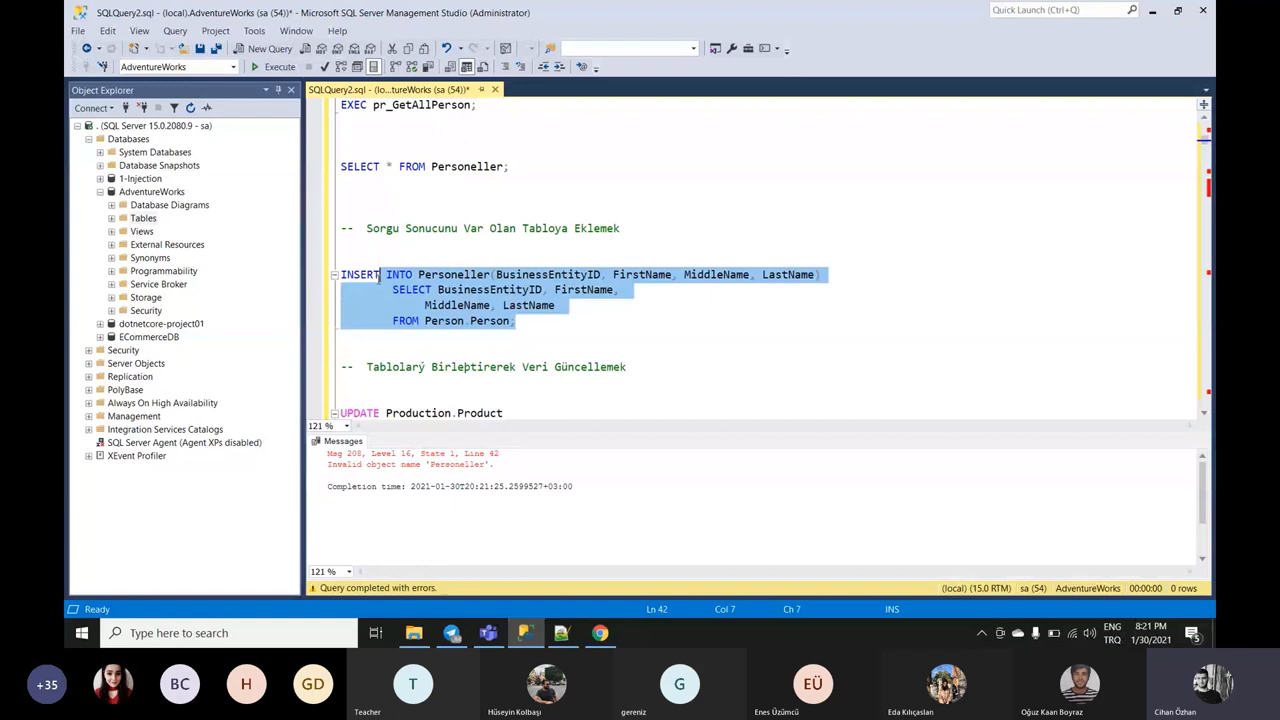 SQLQuery2.sql - (local).AdventureWorks (sa (54))* - Microsoft SQL Server Management Studio (Administrator)
Quick Launch (Ctrl+Q)
File Edit View Query Project Tools Window Help
New Query
AdventureWorks
Execute
Object Explorer
SQLQuery2.sql - (lo...tureWorks (sa (54))*
Connect
. (SQL Server 15.0.2080.9 - sa)
Databases
System Databases
Database Snapshots
1-Injection
AdventureWorks
Database Diagrams
Tables
Views
External Resources
Synonyms
Programmability
Service Broker
Storage
Security
dotnetcore-project01
ECommerceDB
Security
Server Objects
Replication
PolyBase
Always On High Availability
Management
Integration Services Catalogs
SQL Server Agent (Agent XPs disabled)
XEvent Profiler
EXEC pr_GetAllPerson;
SELECT * FROM Personeller;
-- Sorgu Sonucunu Var Olan Tabloya Eklemek
INSERT INTO Personeller(BusinessEntityID, FirstName, MiddleName, LastName)
SELECT BusinessEntityID, FirstName,
MiddleName, LastName
FROM Person.Person;
-- Tablolarý Birleþtirerek Veri Güncellemek
UPDATE Production.Product
121 %
Messages
Msg 208, Level 16, State 1, Line 42
Invalid object name 'Personeller'.
Completion time: 2021-01-30T20:21:25.2599527+03:00
121 %
Query completed with errors.
(local) (15.0 RTM) sa (54) AdventureWorks 00:00:00 0 rows
Ready
Ln 42 Col 7 Ch 7 INS
Type here to search
ENG
TRQ
8:21 PM
1/30/2021
5
+35
BC
H
GD
T
G
EÜ
Teacher
Hüseyin Kolbaşı
gereniz
Enes Üzümcü
Eda Kılıçaslan
Oğuz Kaan Boyraz
Cihan Özhan